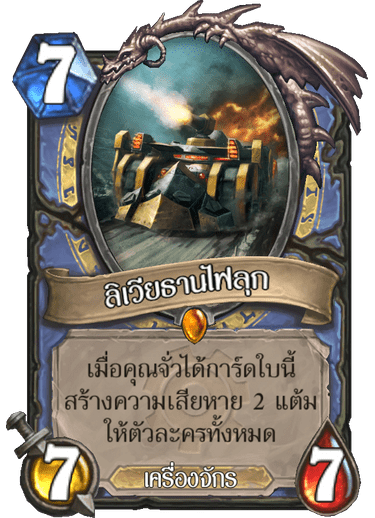 7
ลิเวียธานไฟลุก
เมื่อคุณจั่วได้การ์ดใบนี้
สร้างความเสียหาย 2 แต้ม
ให้ตัวละครทั้งหมด
7
เครื่องจักร
7